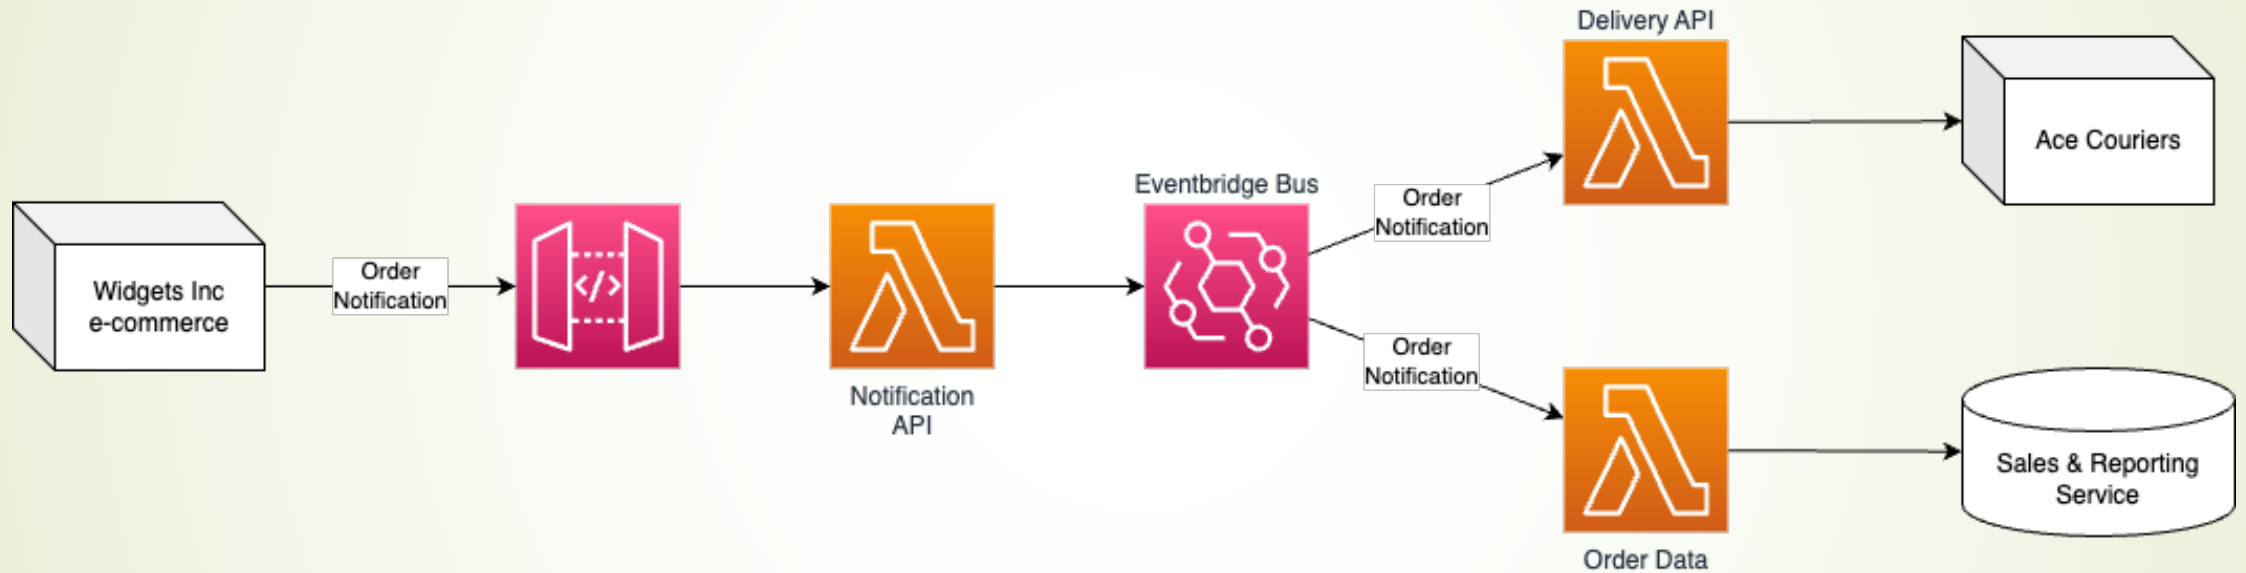 Widgets Inc
e-commerce
Order
Notification
</>
Notification
API
Eventbridge Bus
Order
Notification
Delivery API
Ace Couriers
Order
Notification
Order Data
Sales & Reporting
Service